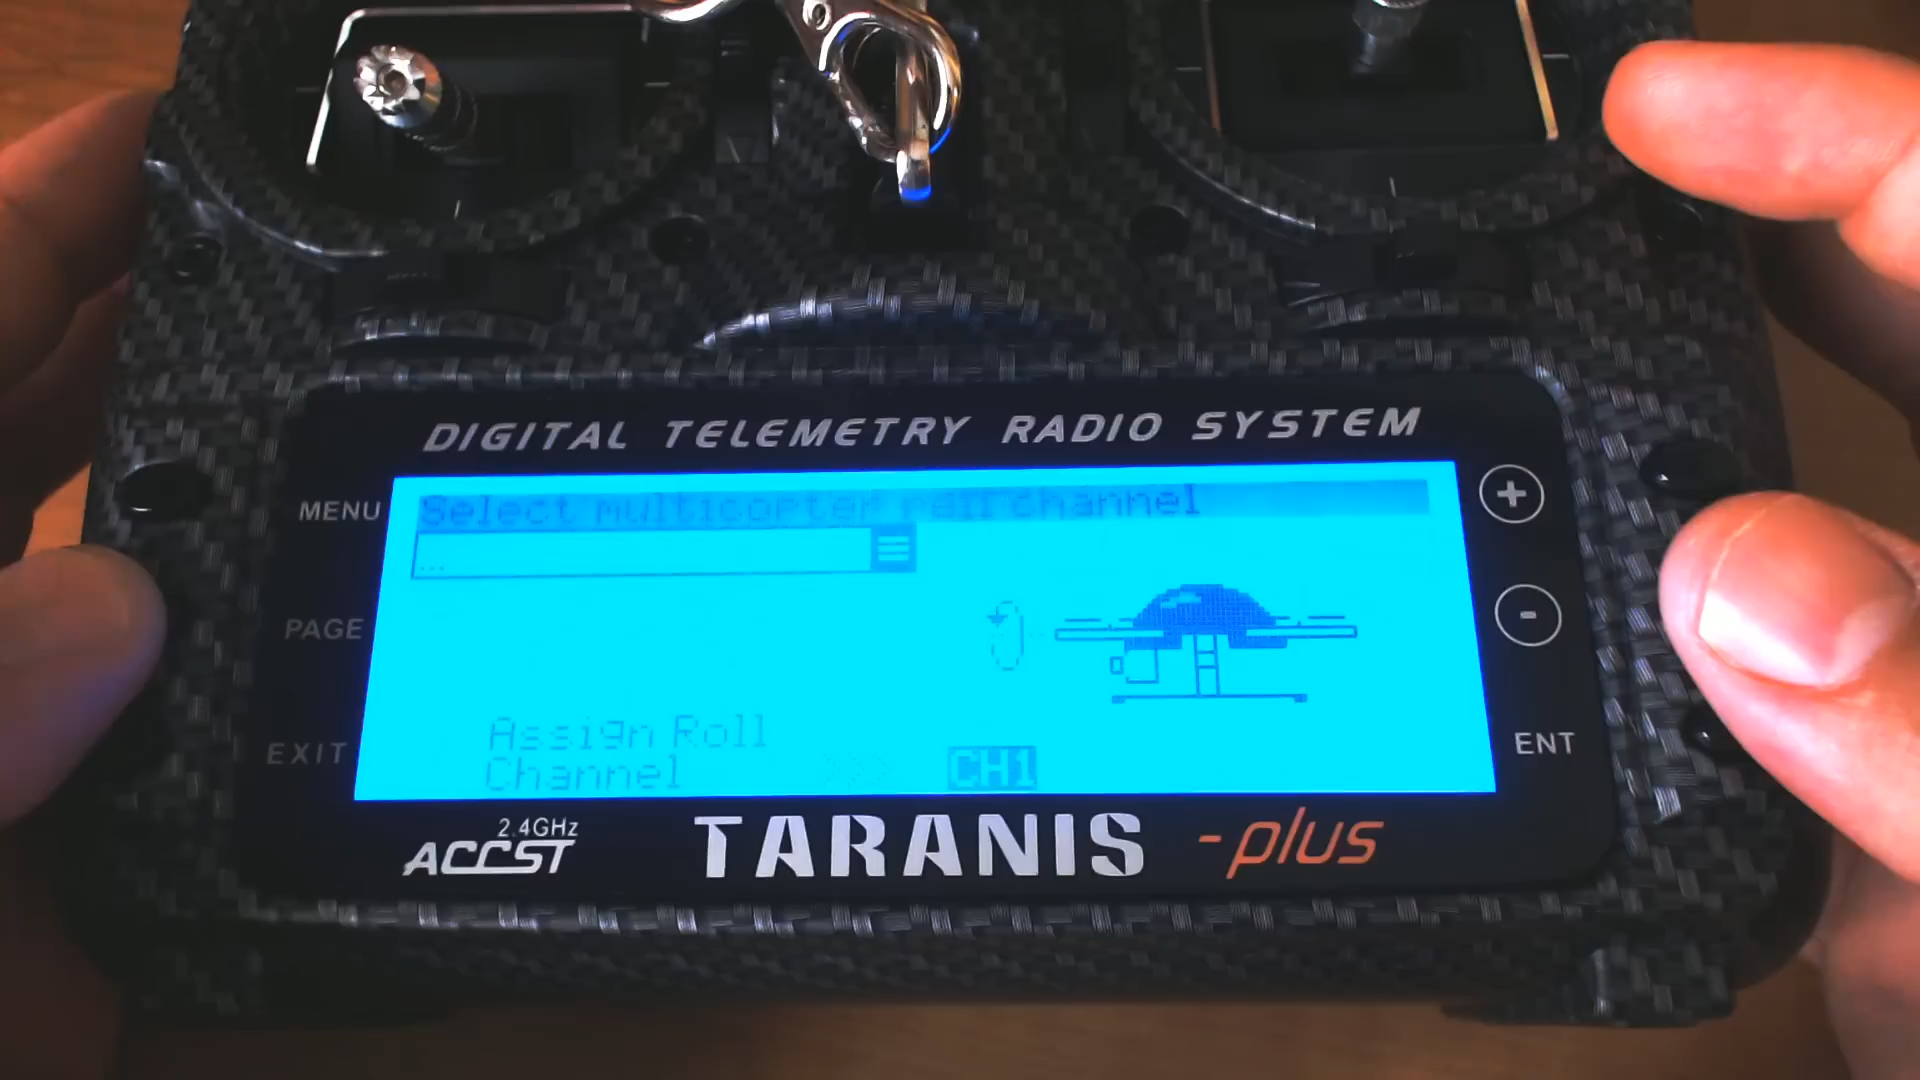 DIGITAL TELEMETRY RADIO SYSTEM
MENU
Select multicopter channel
...
+
PAGE
-
EXIT
Assign Roll
Channel >>> CH1
ENT
2.4GHz
ACCST
TARANIS -plus